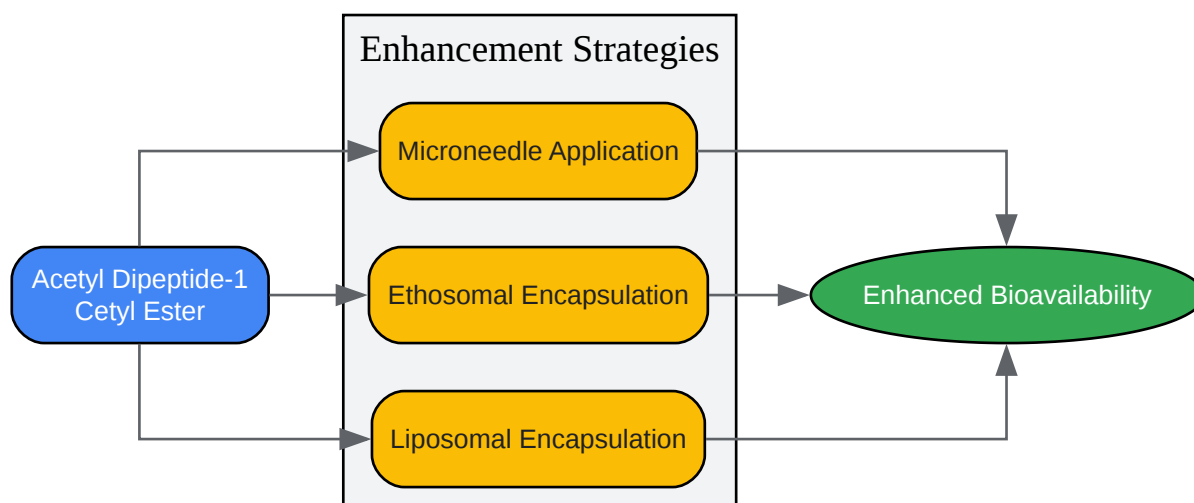 Enhancement Strategies
Microneedle Application
Acetyl Dipeptide-1
Cetyl Ester
Ethosomal Encapsulation
Enhanced Bioavailability
Liposomal Encapsulation